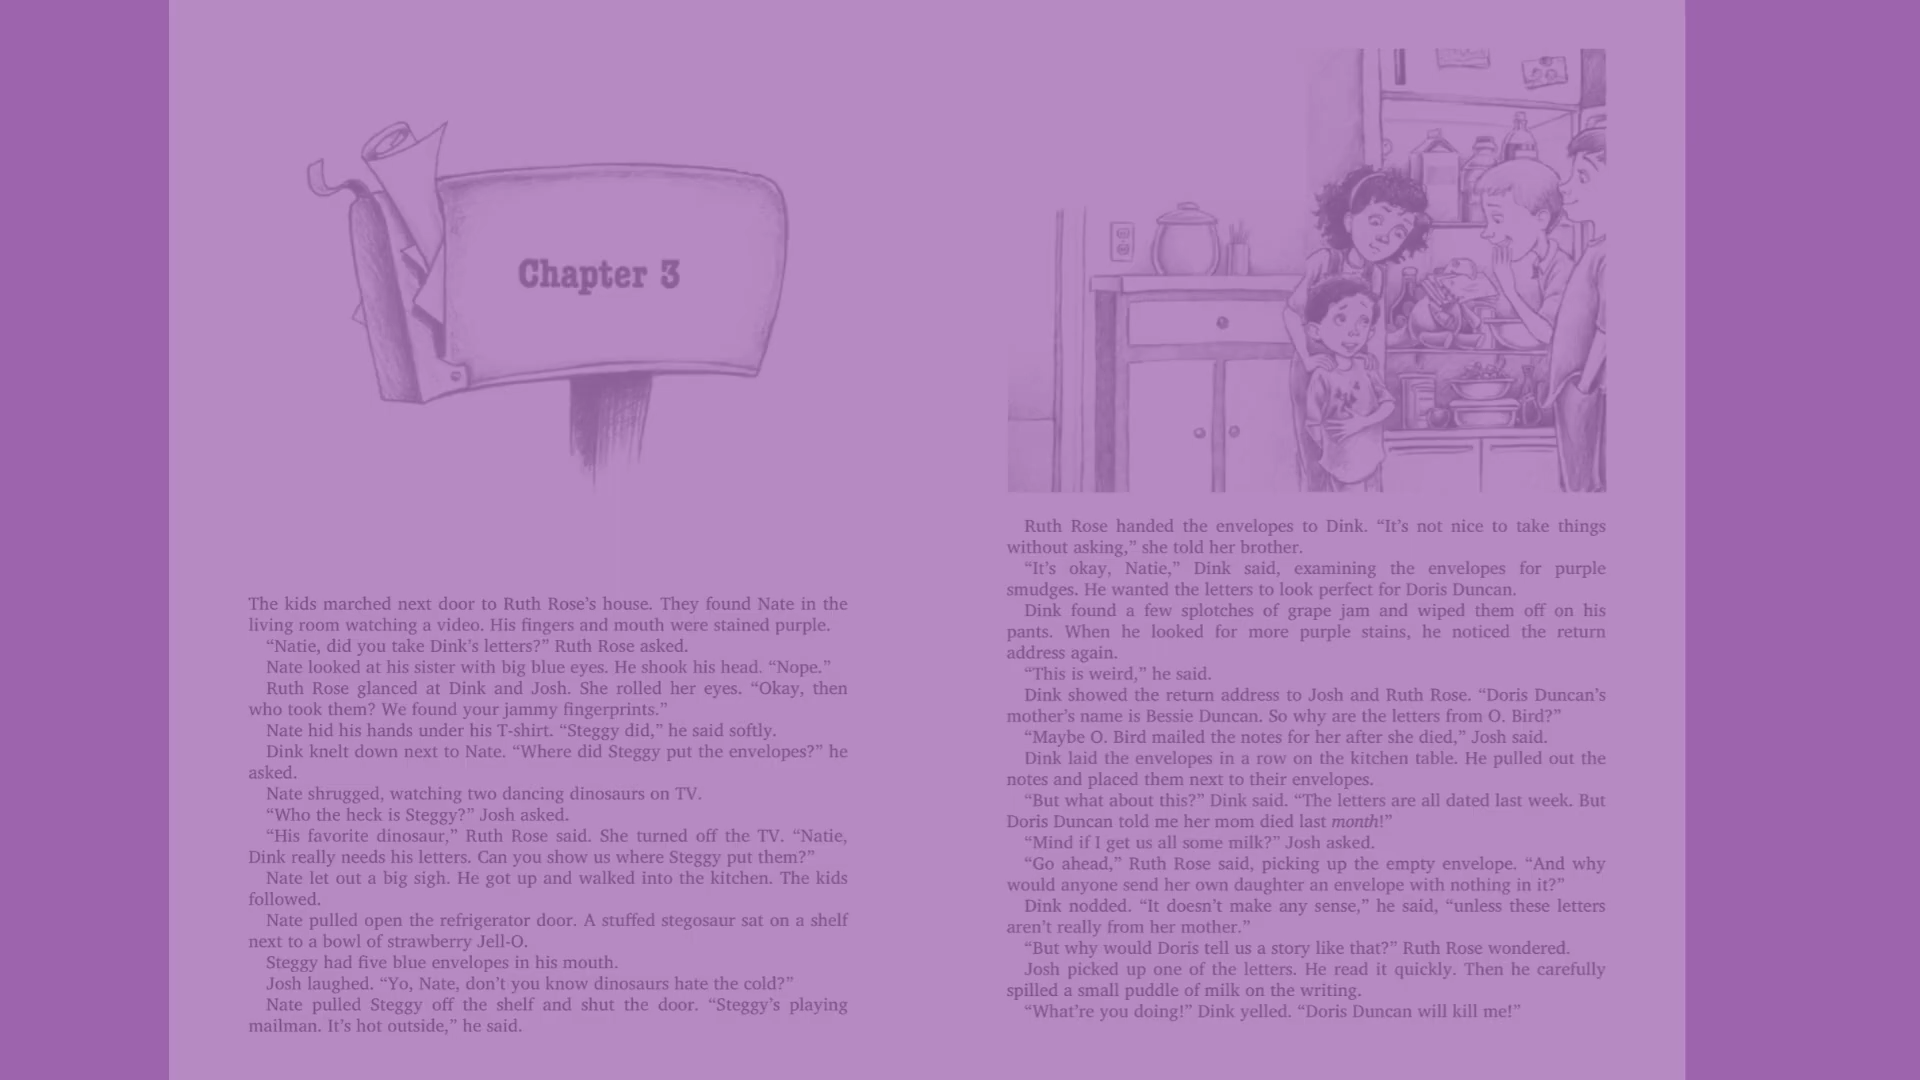 Chapter 3
The kids marched next door to Ruth Rose’s house. They found Nate in the
living room watching a video. His fingers and mouth were stained purple.
“Natie, did you take Dink’s letters?” Ruth Rose asked.
Nate looked at his sister with big blue eyes. He shook his head. “Nope.”
Ruth Rose glanced at Dink and Josh. She rolled her eyes. “Okay, then
who took them? We found your jammy fingerprints.”
Nate hid his hands under his T-shirt. “Steggy did,” he said softly.
Dink knelt down next to Nate. “Where did Steggy put the envelopes?” he
asked.
Nate shrugged, watching two dancing dinosaurs on TV.
“Who the heck is Steggy?” Josh asked.
“His favorite dinosaur,” Ruth Rose said. She turned off the TV. “Natie,
Dink really needs his letters. Can you show us where Steggy put them?”
Nate let out a big sigh. He got up and walked into the kitchen. The kids
followed.
Nate pulled open the refrigerator door. A stuffed stegosaur sat on a shelf
next to a bowl of strawberry Jell-O.
Steggy had five blue envelopes in his mouth.
Josh laughed. “Yo, Nate, don’t you know dinosaurs hate the cold?”
Nate pulled Steggy off the shelf and shut the door. “Steggy’s playing
mailman. It’s hot outside,” he said.
Ruth Rose handed the envelopes to Dink. “It’s not nice to take things
without asking,” she told her brother.
“It’s okay, Natie,” Dink said, examining the envelopes for purple
smudges. He wanted the letters to look perfect for Doris Duncan.
Dink found a few splotches of grape jam and wiped them off on his
pants. When he looked for more purple stains, he noticed the return
address again.
“This is weird,” he said.
Dink showed the return address to Josh and Ruth Rose. “Doris Duncan’s
mother’s name is Bessie Duncan. So why are the letters from O. Bird?”
“Maybe O. Bird mailed the notes for her after she died,” Josh said.
Dink laid the envelopes in a row on the kitchen table. He pulled out the
notes and placed them next to their envelopes.
“But what about this?” Dink said. “The letters are all dated last week. But
Doris Duncan told me her mom died last month!”
“Mind if I get us all some milk?” Josh asked.
“Go ahead,” Ruth Rose said, picking up the empty envelope. “And why
would anyone send her own daughter an envelope with nothing in it?”
Dink nodded. “It doesn’t make any sense,” he said, “unless these letters
aren’t really from her mother.”
“But why would Doris tell us a story like that?” Ruth Rose wondered.
Josh picked up one of the letters. He read it quickly. Then he carefully
spilled a small puddle of milk on the writing.
“What’re you doing!” Dink yelled. “Doris Duncan will kill me!”